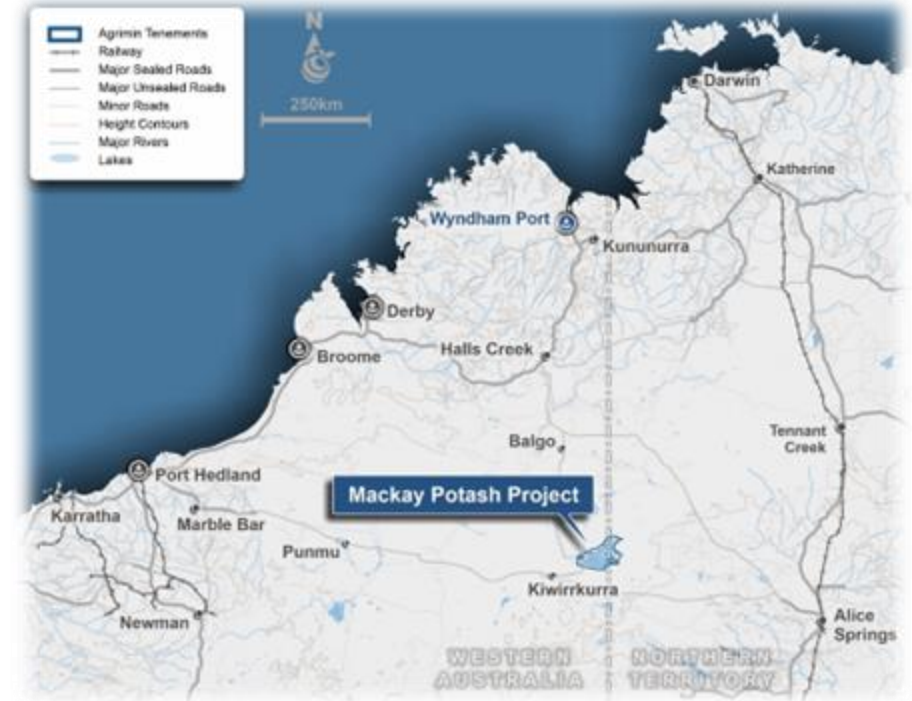 Agrimin Tenements
Railway
Major Sealed Roads
Major Unsealed Roads
Minor Roads
Height Contours
Major Rivers
Lakes
N
250km
Darwin
Katherine
Wyndham Port
Kununurra
Derby
Broome
Halls Creek
Tennant
Creek
Balgo
Port Hedland
Mackay Potash Project
Karratha
Marble Bar
Punmu
Kiwirrkurra
Newman
Alice
Springs
WESTERN
AUSTRALIA
NORTHERN
TERRITORY